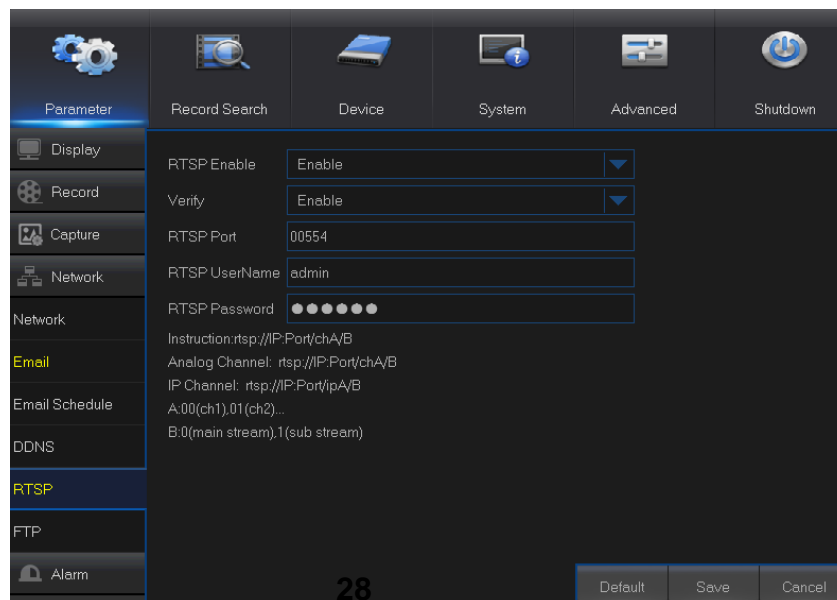 Parameter
Record Search
Device
System
Advanced
Shutdown
Display
Record
Capture
Network
Network
Email
Email Schedule
DDNS
RTSP
FTP
Alarm
RTSP Enable Enable
Verify Enable
RTSP Port 00554
RTSP UserName admin
RTSP Password ●●●●●●
Instruction:rtsp://IP:Port/chA/B
Analog Channel: rtsp://IP:Port/chA/B
IP Channel: rtsp://IP:Port/ipA/B
A:00(ch1),01(ch2)...
B:0(main stream),1(sub stream)
28
Default Save Cancel